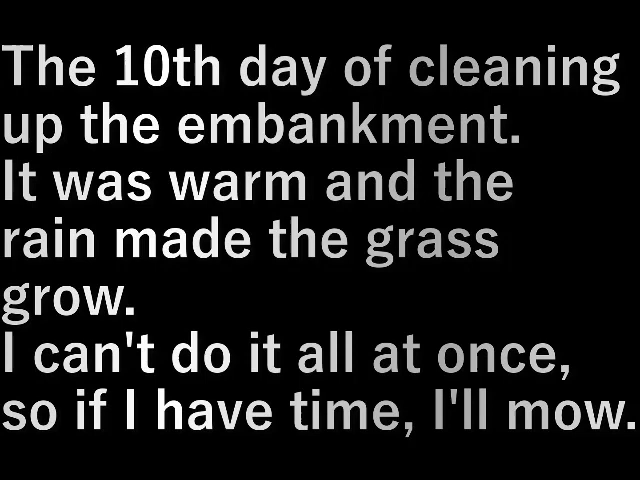 The 10th day of cleaning
up the embankment.
It was warm and the
rain made the grass
grow.
I can't do it all at once,
so if I have time, I'll mow.